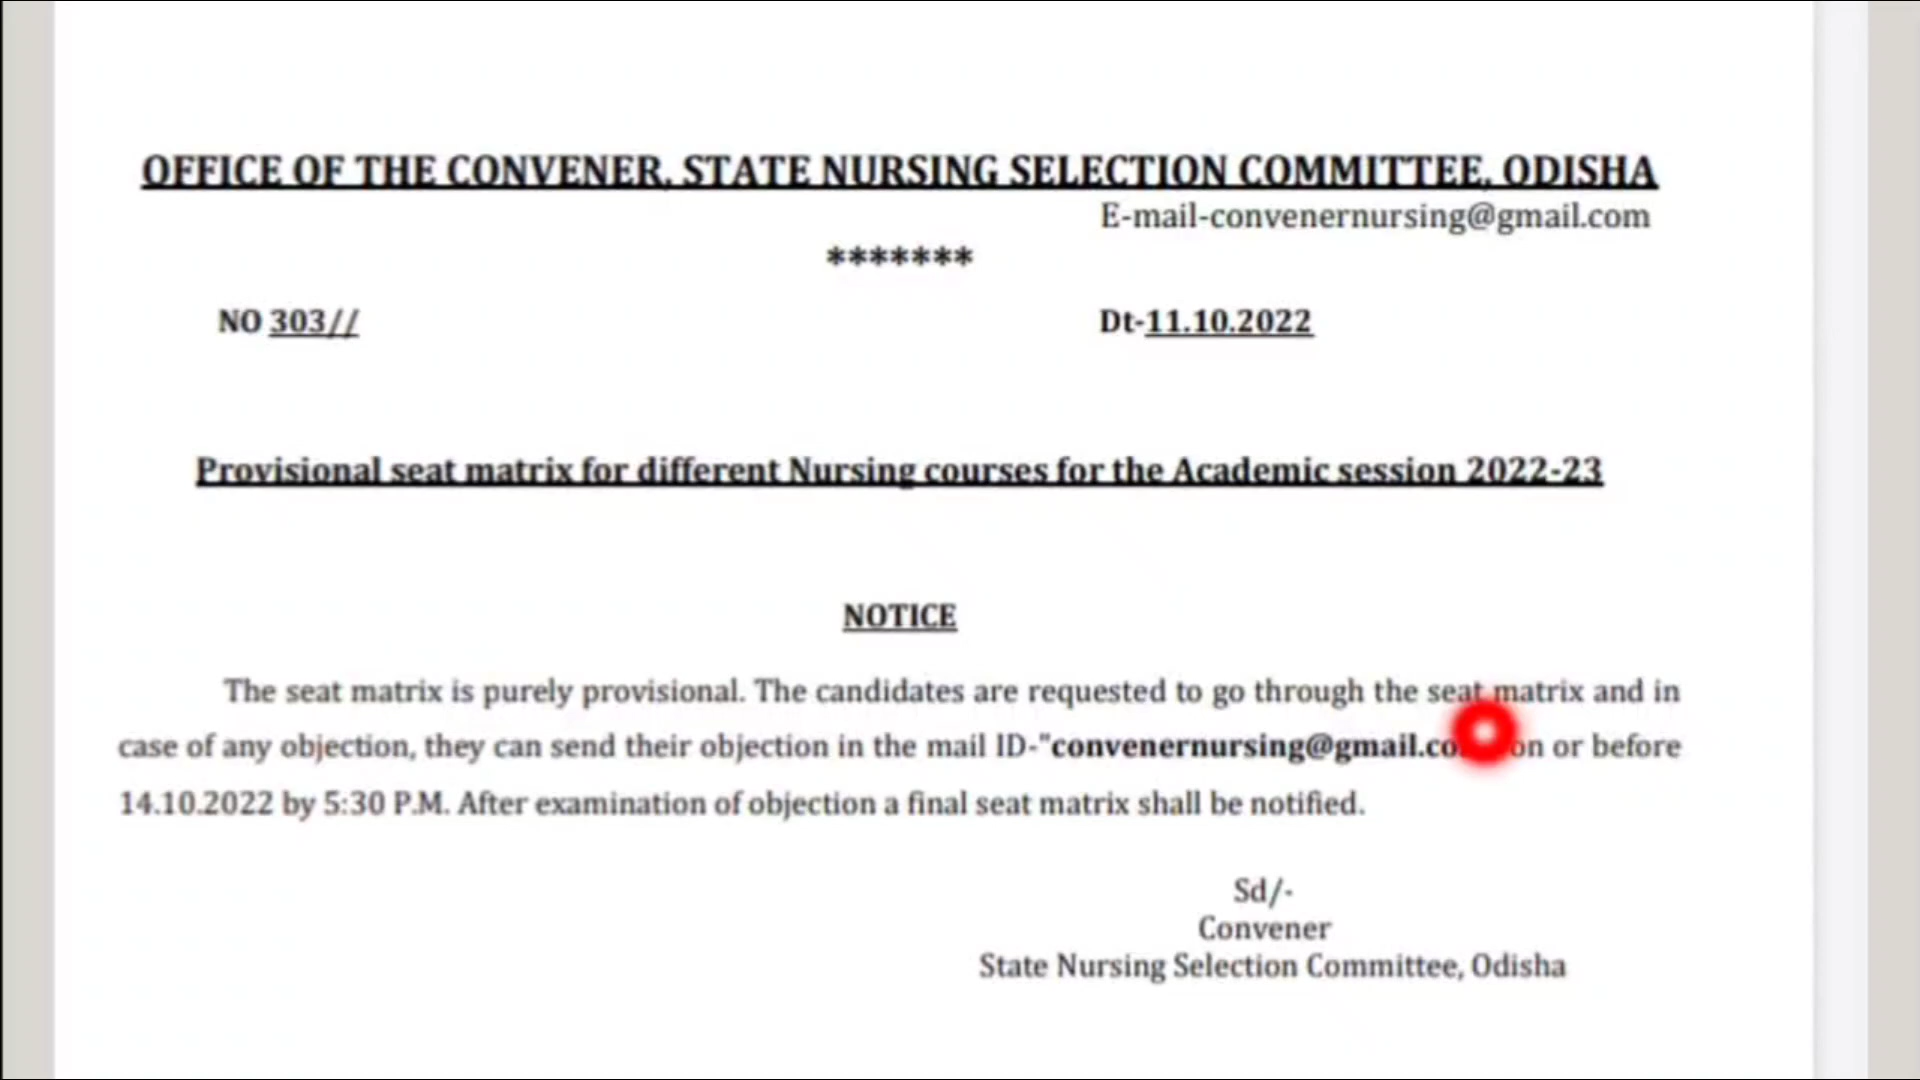 OFFICE OF THE CONVENER, STATE NURSING SELECTION COMMITTEE, ODISHA
E-mail-convenernursing@gmail.com
*******
NO 303// Dt-11.10.2022
Provisional seat matrix for different Nursing courses for the Academic session 2022-23
NOTICE
The seat matrix is purely provisional. The candidates are requested to go through the seat matrix and in
case of any objection, they can send their objection in the mail ID-"convenernursing@gmail.co on or before
14.10.2022 by 5:30 P.M. After examination of objection a final seat matrix shall be notified.
Sd/-
Convener
State Nursing Selection Committee, Odisha